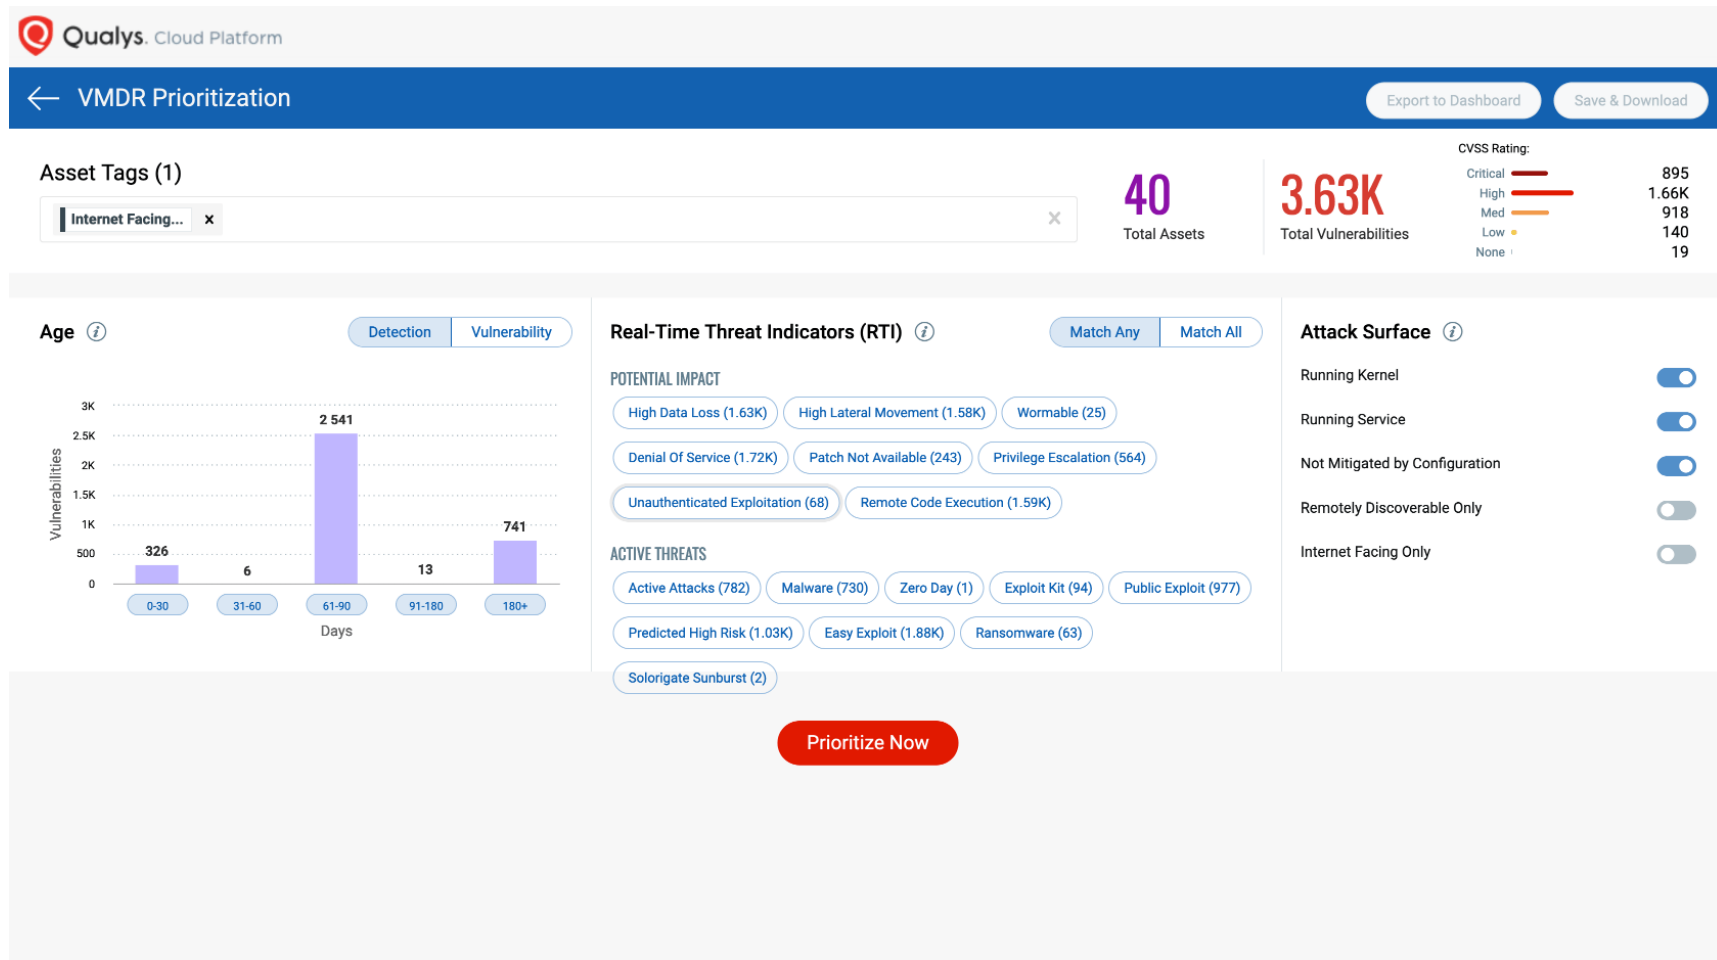 Qualys. Cloud Platform
VMDR Prioritization
Export to Dashboard
Save & Download
Asset Tags (1)
Internet Facing... ×
×
40
Total Assets
3.63K
Total Vulnerabilities
CVSS Rating:
Critical 895
High 1.66K
Med 918
Low 140
None 19
Age i
Detection Vulnerability
Vulnerabilities
3K
2.5K
2K
1.5K
1K
500
0
326
6
2 541
13
741
0-30 31-60 61-90 91-180 180+
Days
Real-Time Threat Indicators (RTI) i
Match Any Match All
POTENTIAL IMPACT
High Data Loss (1.63K) High Lateral Movement (1.58K) Wormable (25)
Denial Of Service (1.72K) Patch Not Available (243) Privilege Escalation (564)
Unauthenticated Exploitation (68) Remote Code Execution (1.59K)
ACTIVE THREATS
Active Attacks (782) Malware (730) Zero Day (1) Exploit Kit (94) Public Exploit (977)
Predicted High Risk (1.03K) Easy Exploit (1.88K) Ransomware (63)
Solorigate Sunburst (2)
Attack Surface i
Running Kernel
Running Service
Not Mitigated by Configuration
Remotely Discoverable Only
Internet Facing Only
Prioritize Now